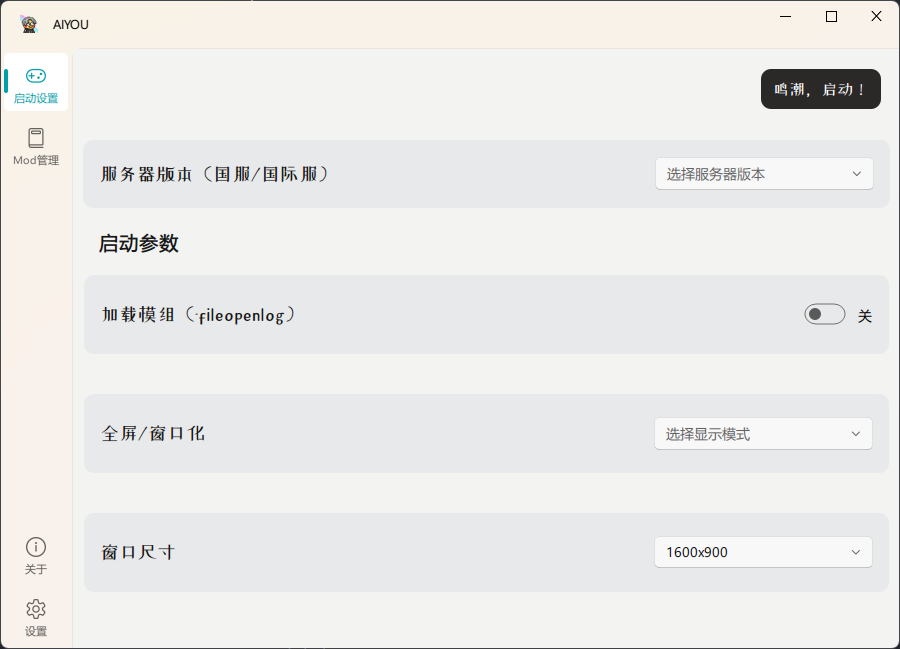 AIYOU
启动设置
Mod管理
鸣潮，启动！
服务器版本（国服/国际服）
选择服务器版本
启动参数
加载模组（-fileopenlog）
关
全屏/窗口化
选择显示模式
窗口尺寸
1600x900
关于
设置